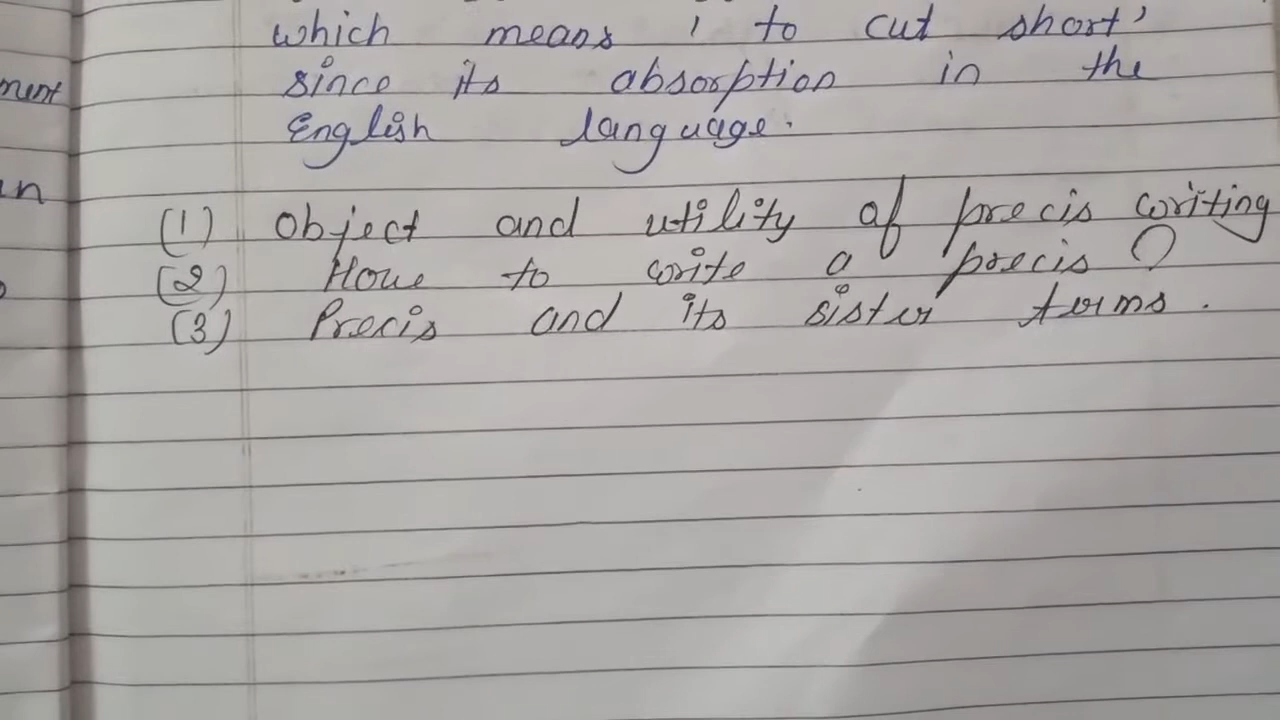 which means ' to cut short'
since its absorption in the
English language.
(1) Object and utility of precis writing
(2) How to write a precis ?
(3) Precis and its sister terms.